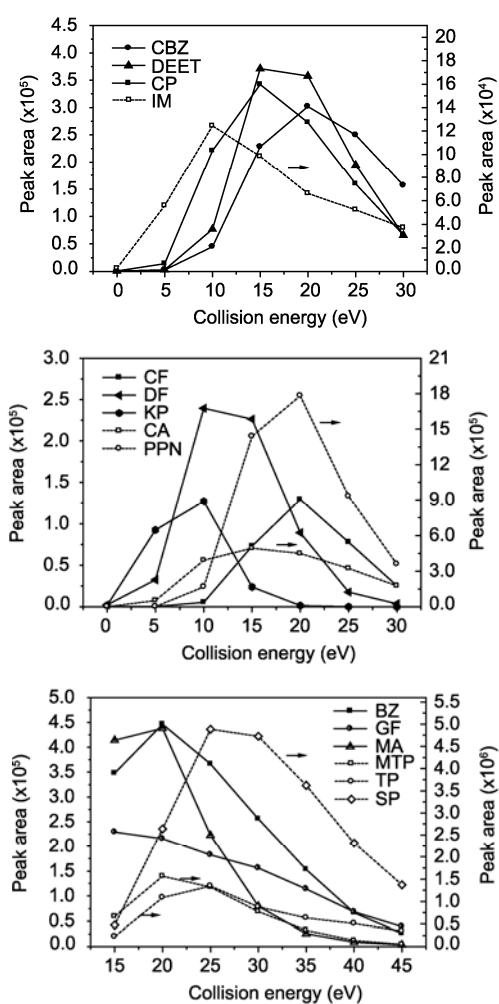 Peak area (x10⁵)
4.5
4.0
3.5
3.0
2.5
2.0
1.5
1.0
0.5
0.0
CBZ
DEET
CP
IM
20
18
16
14
12
10
8.0
6.0
4.0
2.0
0.0
Peak area (x10⁴)
0 5 10 15 20 25 30
Collision energy (eV)
Peak area (x10⁵)
3.0
2.5
2.0
1.5
1.0
0.5
0.0
CF
DF
KP
CA
PPN
21
18
15
12
9.0
6.0
3.0
0.0
Peak area (x10⁵)
0 5 10 15 20 25 30
Collision energy (eV)
Peak area (x10⁵)
5.0
4.5
4.0
3.5
3.0
2.5
2.0
1.5
1.0
0.5
0.0
BZ
GF
MA
MTP
TP
SP
5.5
5.0
4.5
4.0
3.5
3.0
2.5
2.0
1.5
1.0
0.5
0.0
Peak area (x10⁶)
15 20 25 30 35 40 45
Collision energy (eV)